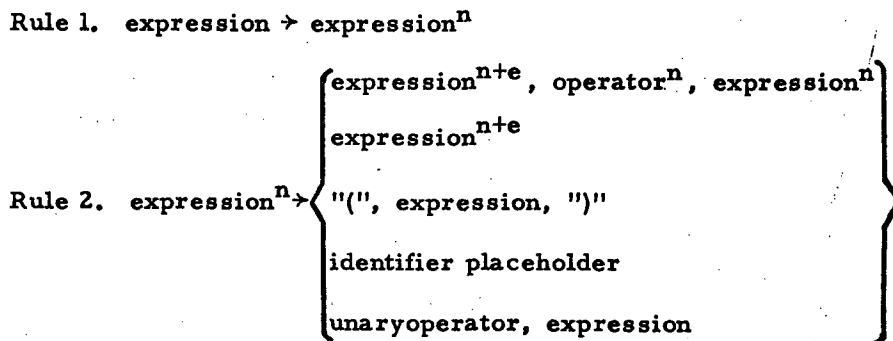 Rule 1. expression → expression^n
expression^n+e , operator^n, expression^n
expression^n+e
Rule 2. expression^n → "(", expression, ")"
identifier placeholder
unaryoperator, expression